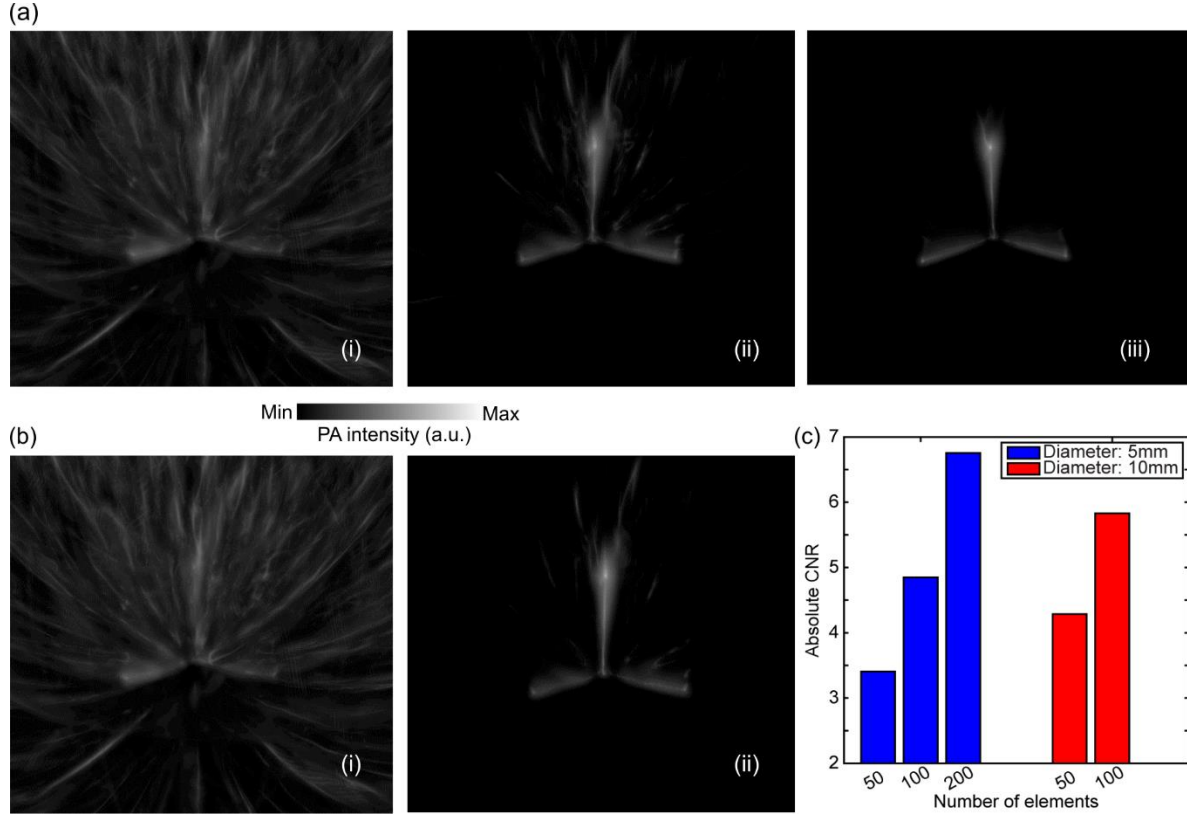 (a)
(i)
(ii)
(iii)
Min
Max
PA intensity (a.u.)
(b)
(i)
(ii)
(c)
7
6
5
4
3
2
Absolute CNR
Diameter: 5mm
Diameter: 10mm
50
100
200
50
100
Number of elements